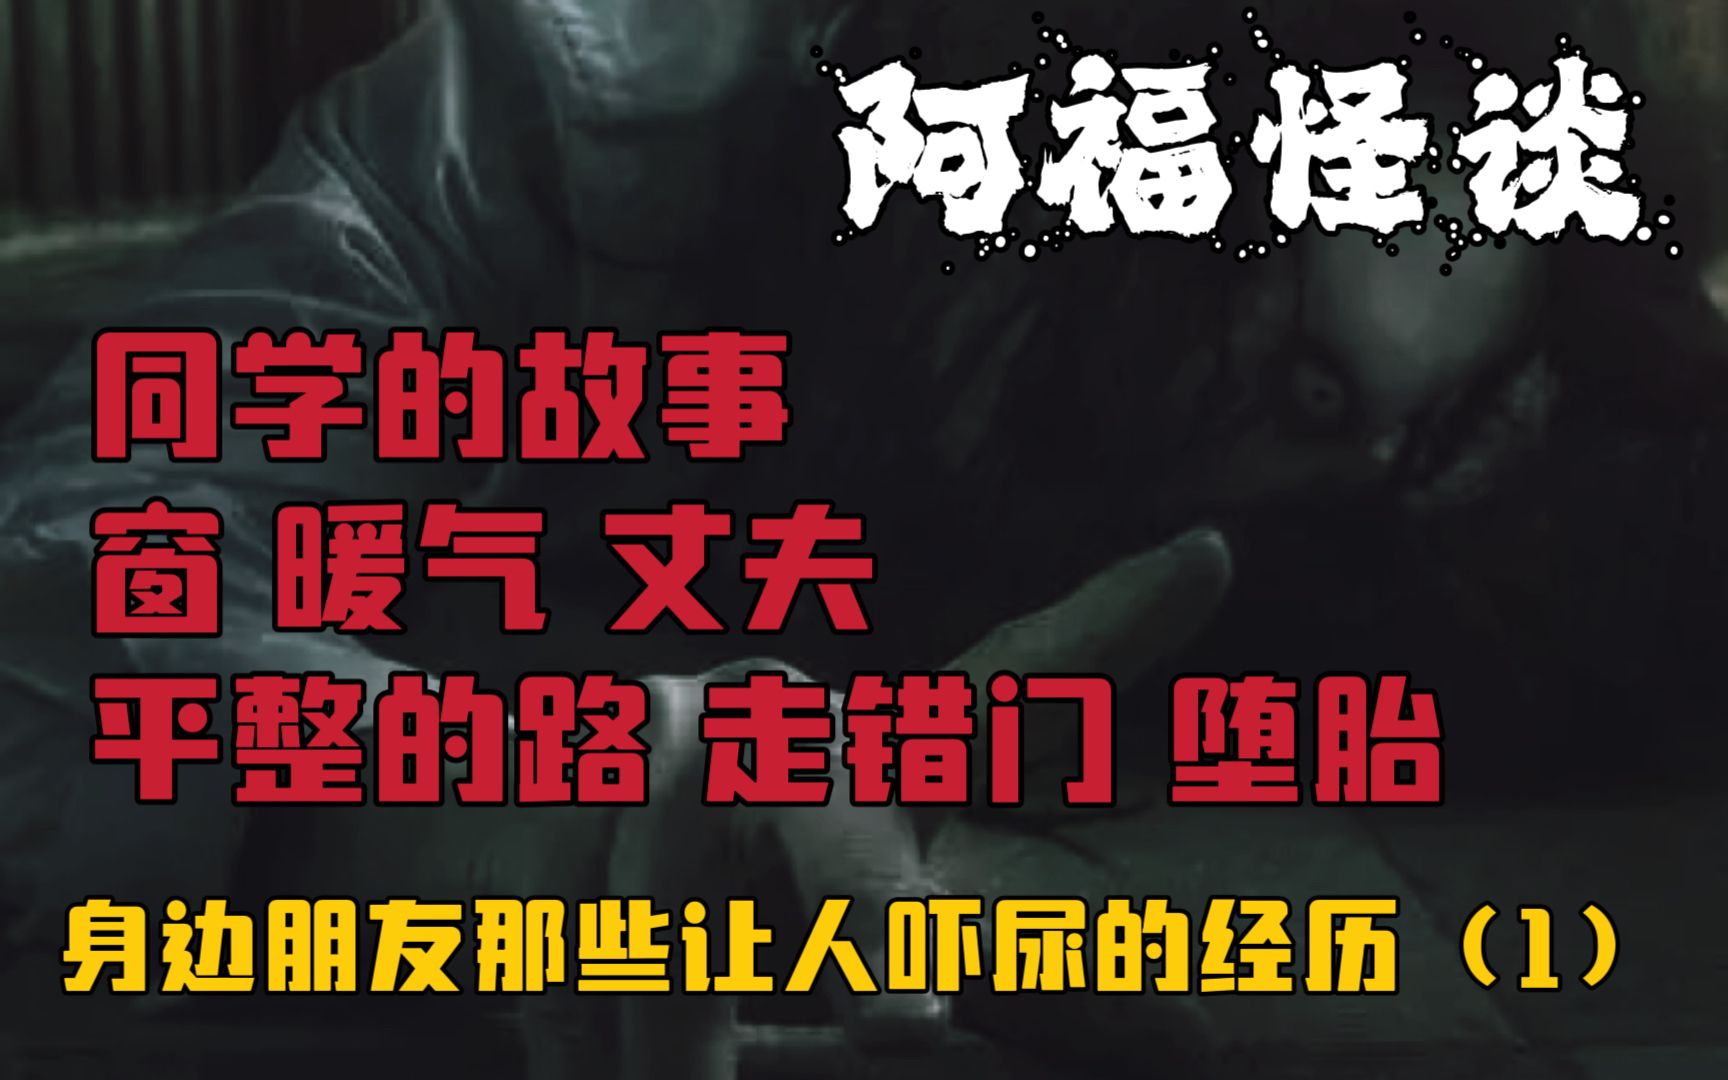 阿福怪谈
同学的故事
窗 暖气 丈夫
平整的路 走错门 堕胎
身边朋友那些让人吓尿的经历（1）